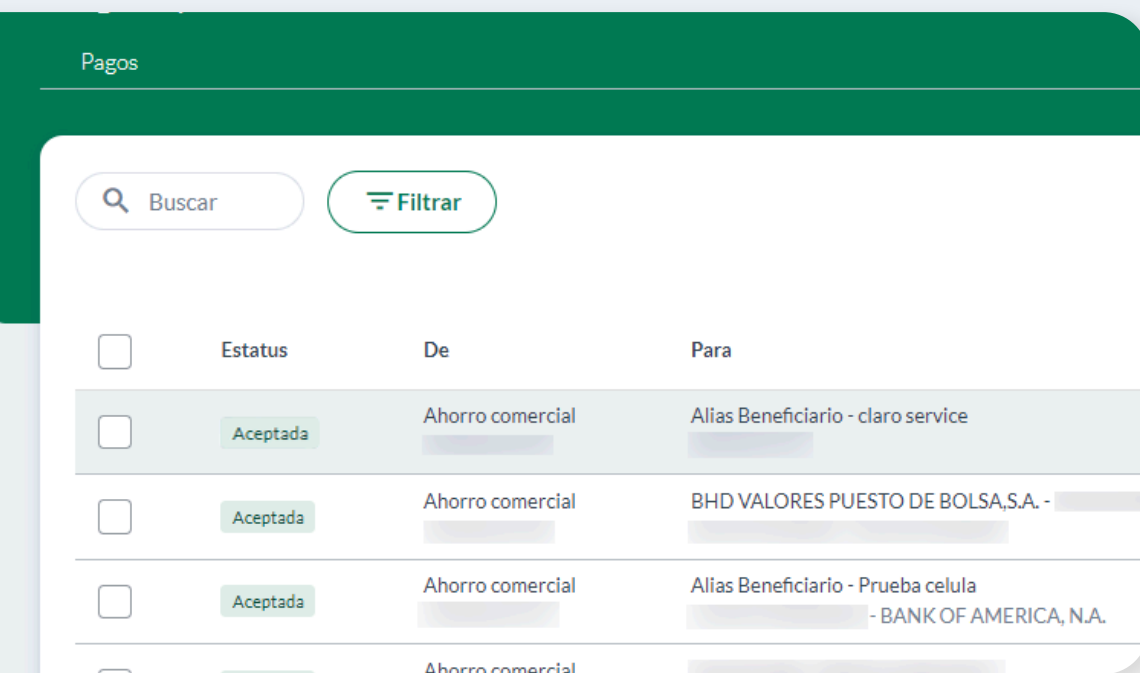 Pagos
Buscar
Filtrar
Estatus De Para
Aceptada Ahorro comercial Alias Beneficiario - claro service
Aceptada Ahorro comercial BHD VALORES PUESTO DE BOLSA,S.A. -
Aceptada Ahorro comercial Alias Beneficiario - Prueba celula
- BANK OF AMERICA, N.A.
Ahorro comercial